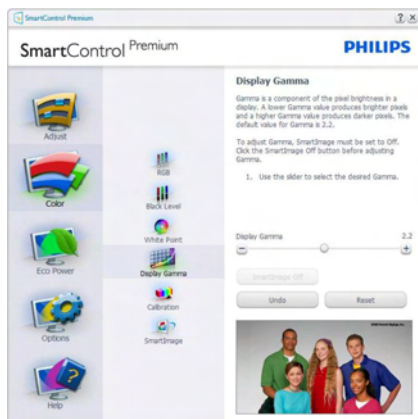 SmartControl Premium
? X
SmartControl Premium
PHILIPS
Adjust
Color
Eco Power
Options
Help
RGB
Black Level
White Point
Display Gamma
Calibration
SmartImage
Display Gamma
Gamma is a component of the pixel brightness in a
display. A lower Gamma value produces brighter pixels
and a higher Gamma value produces darker pixels. The
default value for Gamma is 2.2.
To adjust Gamma, SmartImage must be set to Off.
Click the SmartImage Off button before adjusting
Gamma.
1. Use the slider to select the desired Gamma.
Display Gamma 2.2
SmartImage Off
Undo Reset